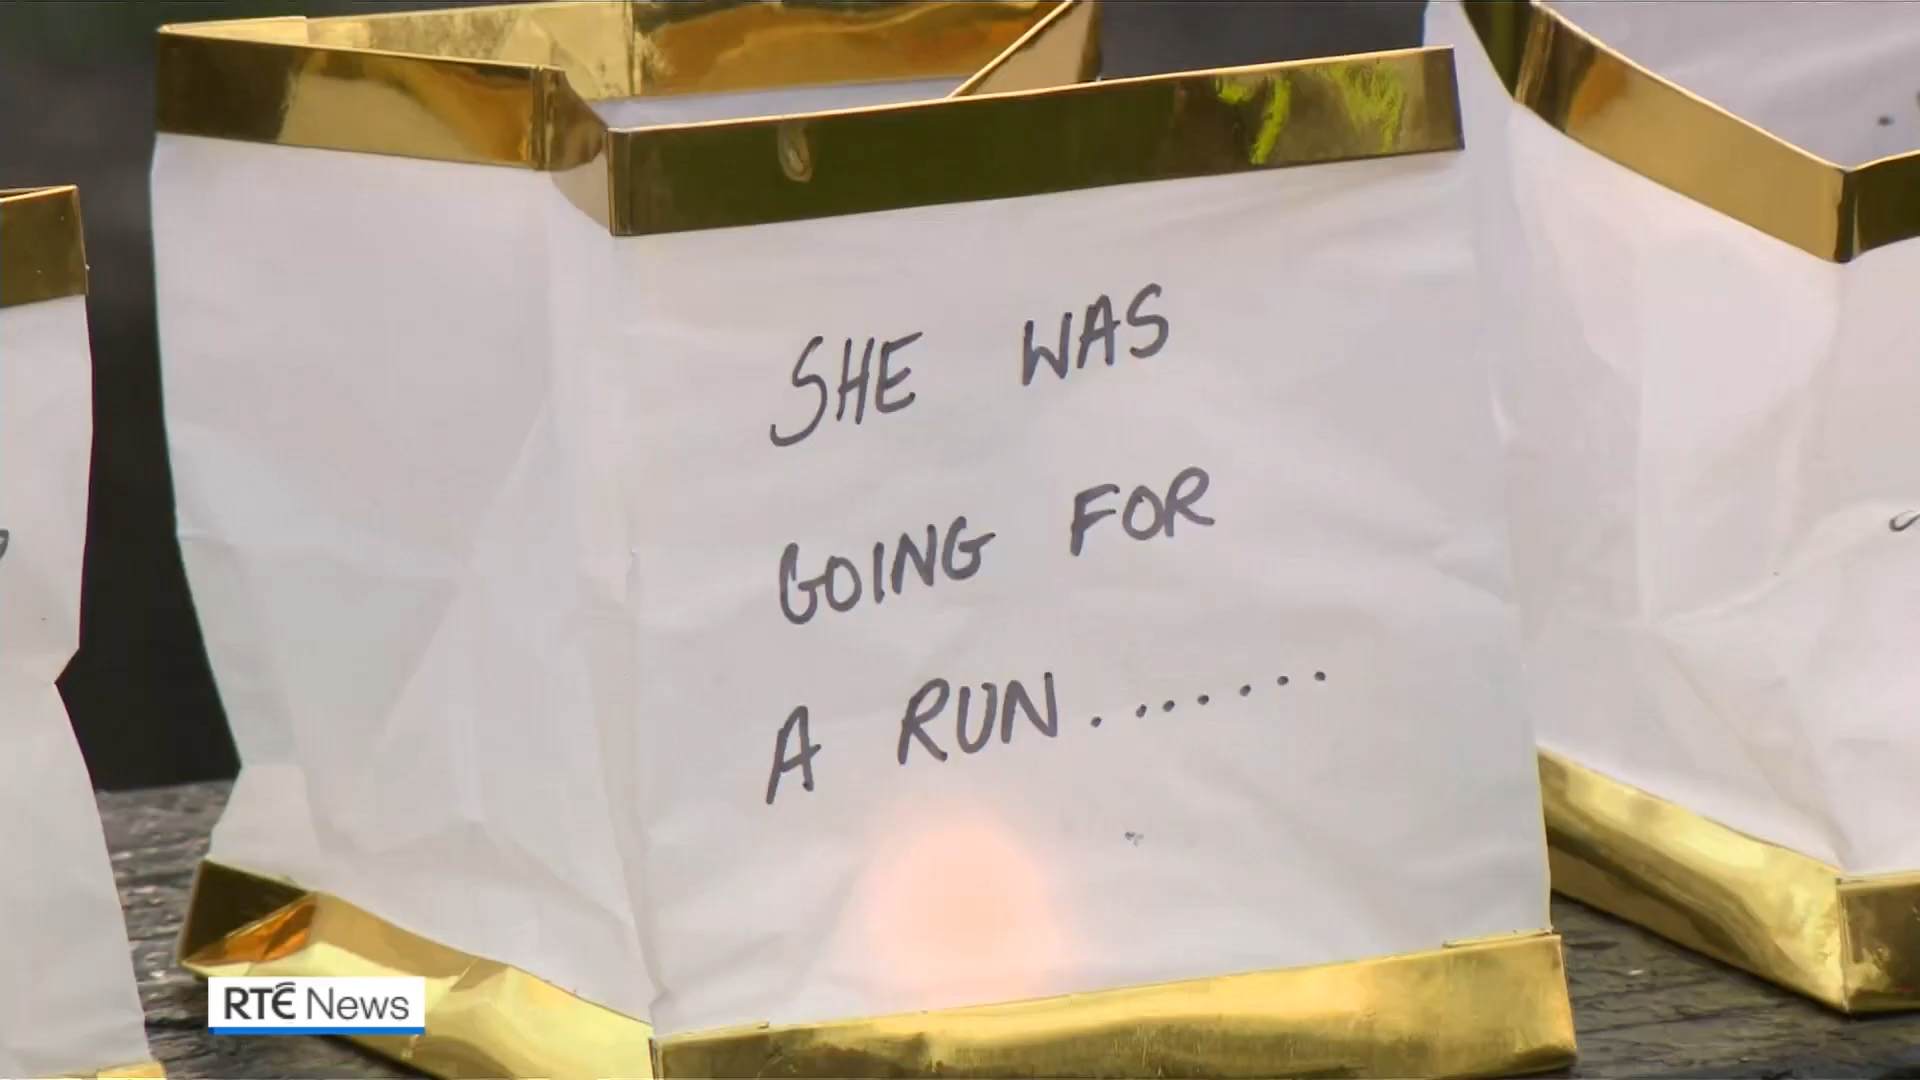 SHE WAS
GOING FOR
A RUN.......
RTÉ News